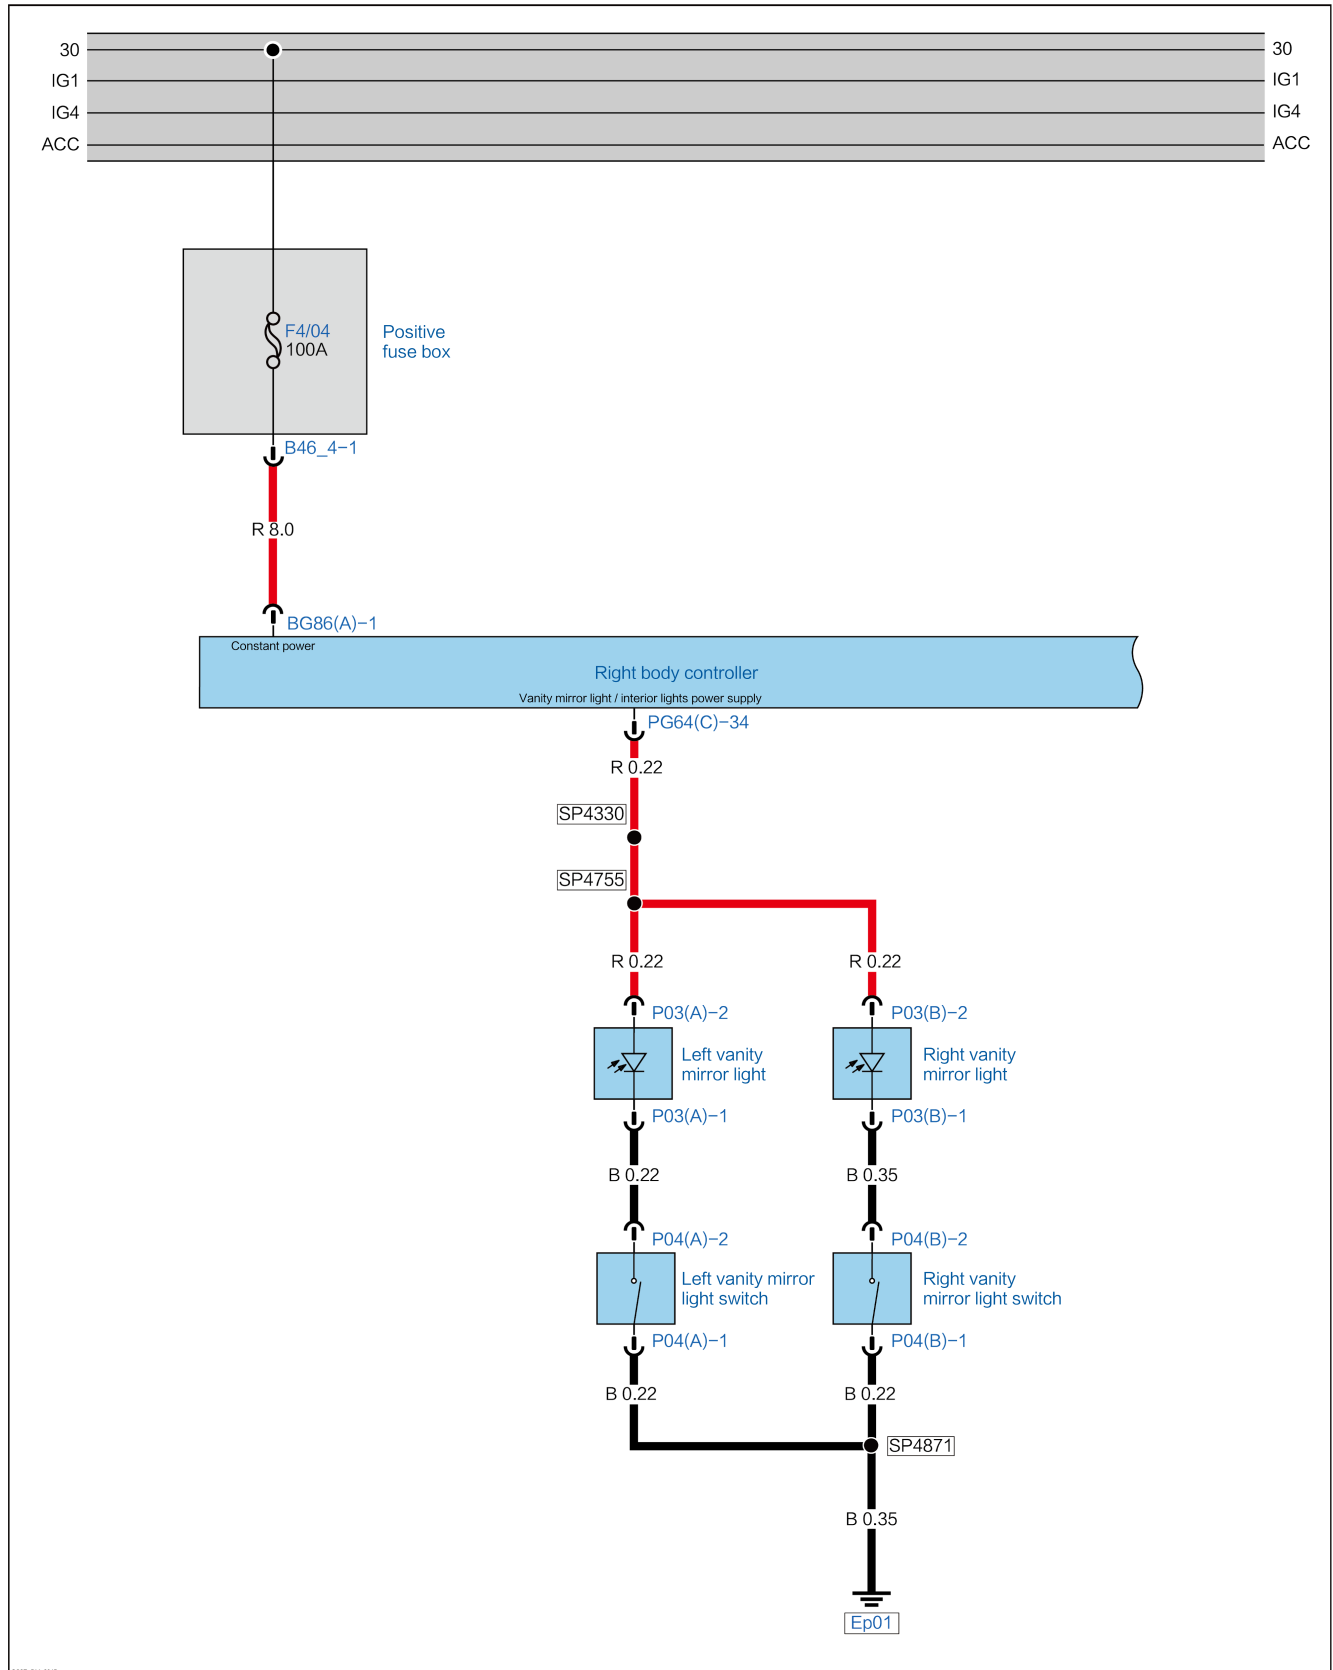 30 30
IG1 IG1
IG4 IG4
ACC ACC
F4/04
100A
Positive
fuse box
B46_4-1
R 8.0
BG86(A)-1
Constant power
Right body controller
Vanity mirror light / interior lights power supply
PG64(C)-34
R 0.22
SP4330
SP4755
R 0.22 R 0.22
P03(A)-2 P03(B)-2
Left vanity
mirror light
Right vanity
mirror light
P03(A)-1 P03(B)-1
B 0.22 B 0.35
P04(A)-2 P04(B)-2
Left vanity mirror
light switch
Right vanity
mirror light switch
P04(A)-1 P04(B)-1
B 0.22 B 0.22
SP4871
B 0.35
Ep01